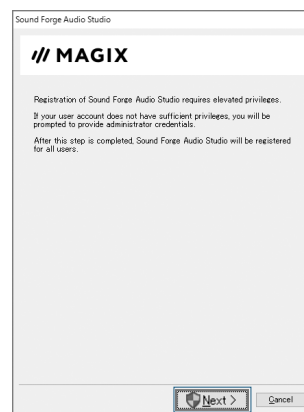 Sound Forge Audio Studio
MAGIX
Registration of Sound Forge Audio Studio requires elevated privileges.
If your user account does not have sufficient privileges, you will be
prompted to provide administrator credentials.
After this step is completed, Sound Forge Audio Studio will be registered
for all users.
Next >
Cancel